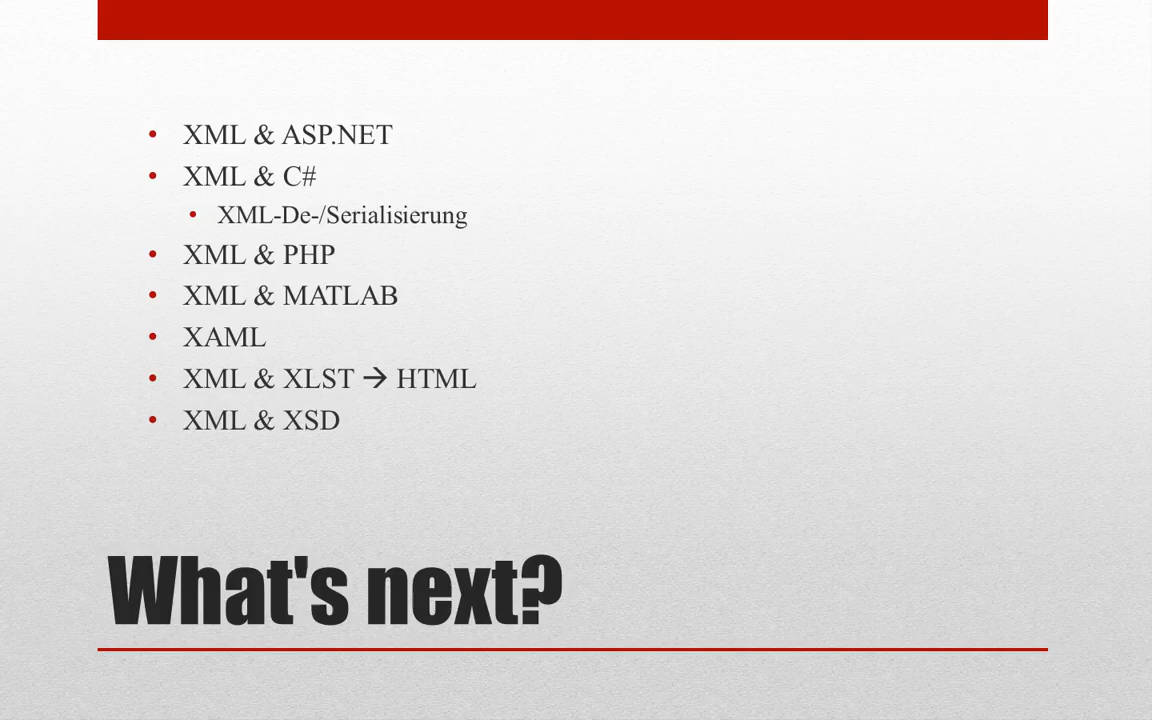 • XML & ASP.NET
• XML & C#
• XML-De-/Serialisierung
• XML & PHP
• XML & MATLAB
• XAML
• XML & XLST → HTML
• XML & XSD
What's next?